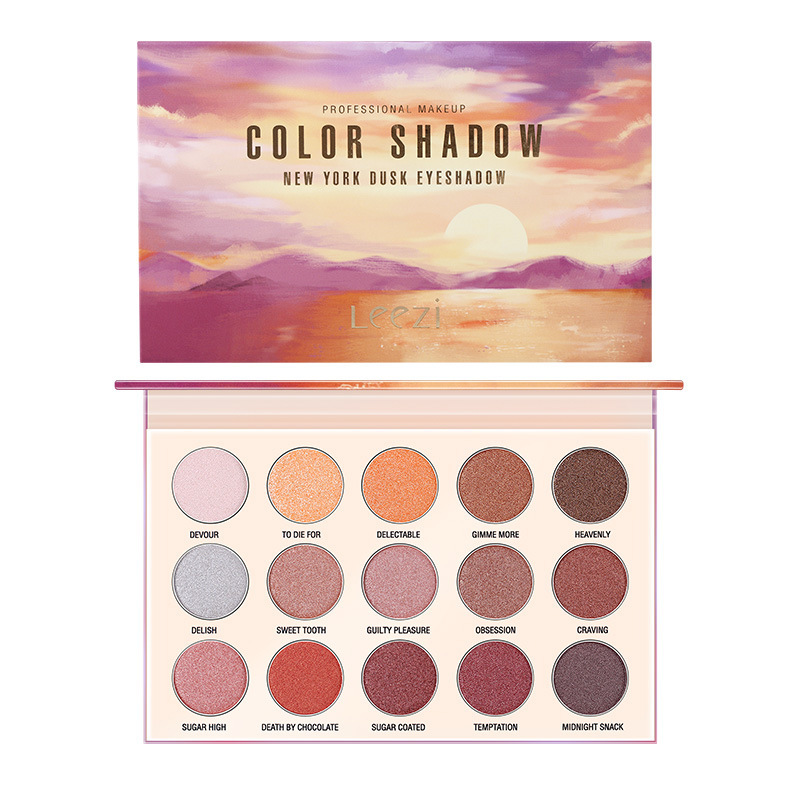 PROFESSIONAL MAKEUP
COLOR SHADOW
NEW YORK DUSK EYESHADOW
Leezi
DEVOUR TO DIE FOR DELECTABLE GIMME MORE HEAVENLY
DELISH SWEET TOOTH GUILTY PLEASURE OBSESSION CRAVING
SUGAR HIGH DEATH BY CHOCOLATE SUGAR COATED TEMPTATION MIDNIGHT SNACK